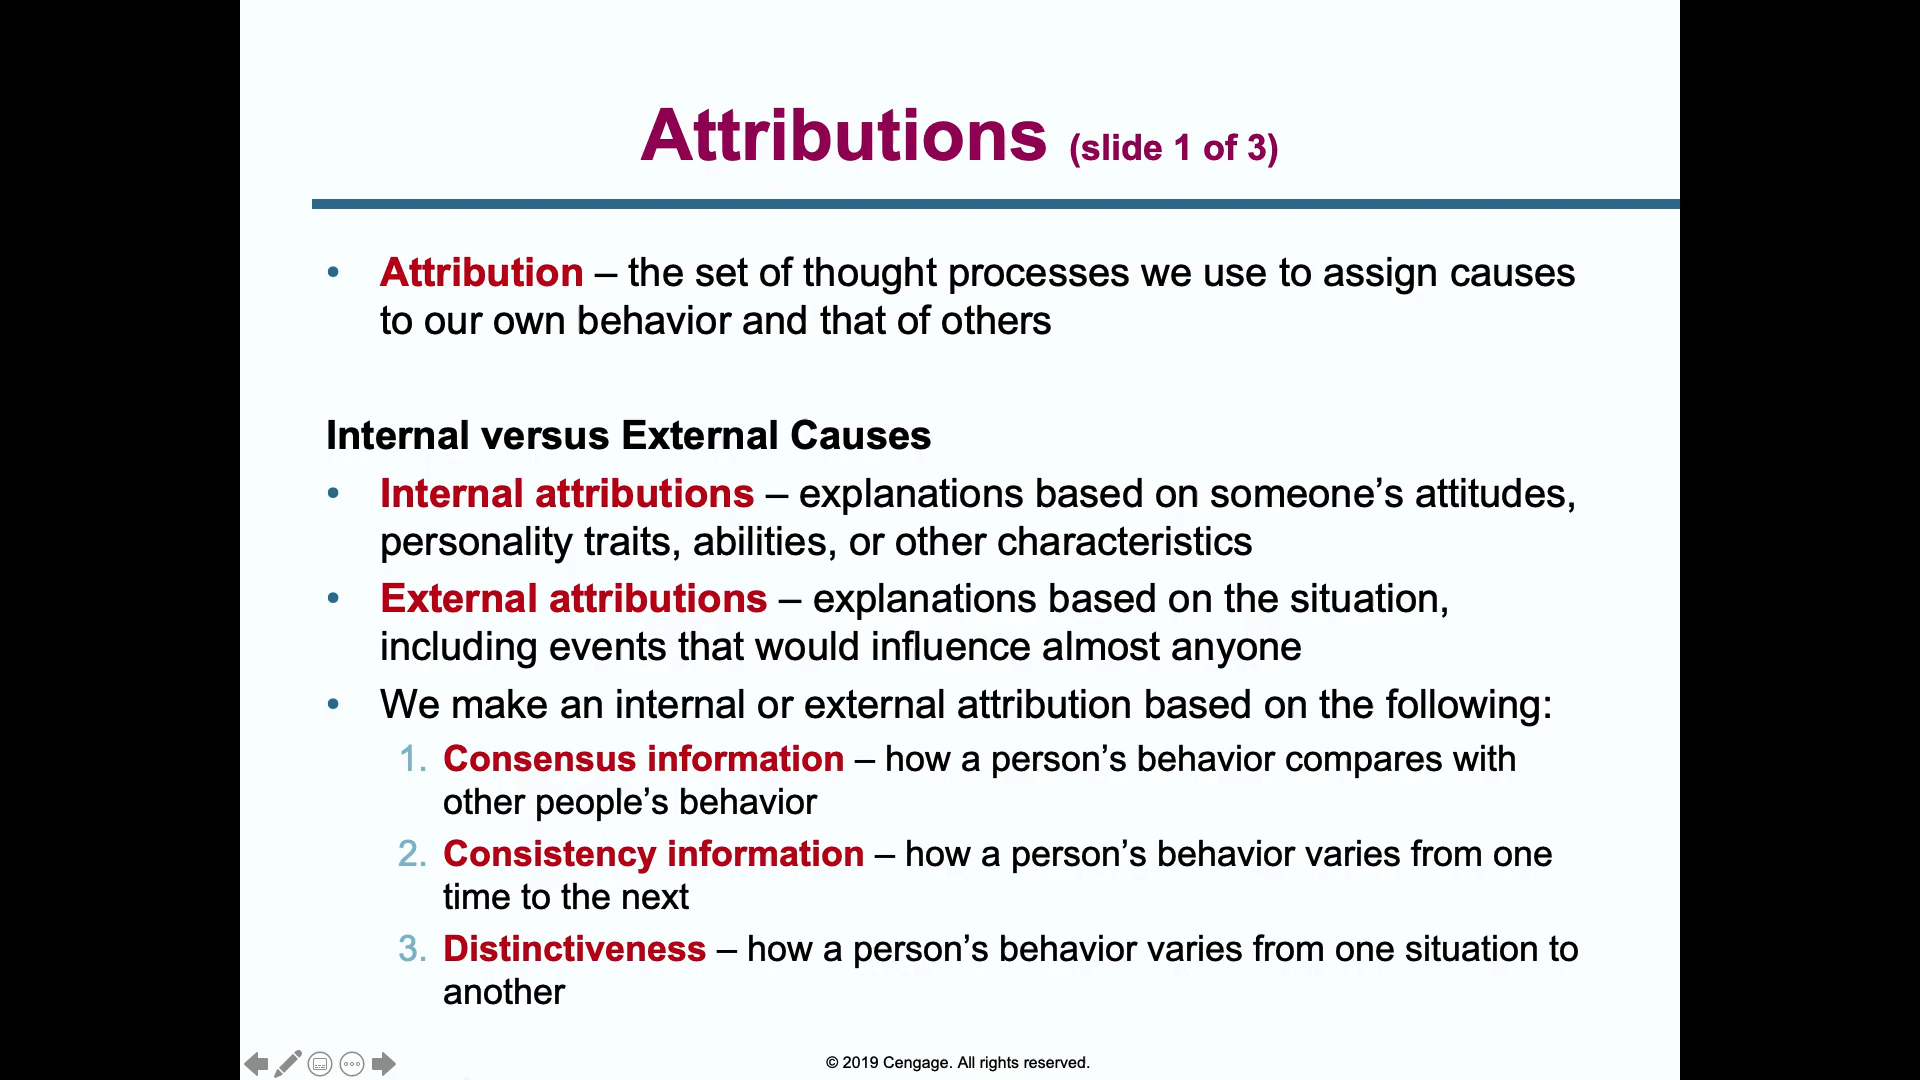 Attributions (slide 1 of 3)
• Attribution – the set of thought processes we use to assign causes
to our own behavior and that of others
Internal versus External Causes
• Internal attributions – explanations based on someone’s attitudes,
personality traits, abilities, or other characteristics
• External attributions – explanations based on the situation,
including events that would influence almost anyone
• We make an internal or external attribution based on the following:
1. Consensus information – how a person’s behavior compares with
other people’s behavior
2. Consistency information – how a person’s behavior varies from one
time to the next
3. Distinctiveness – how a person’s behavior varies from one situation to
another
© 2019 Cengage. All rights reserved.